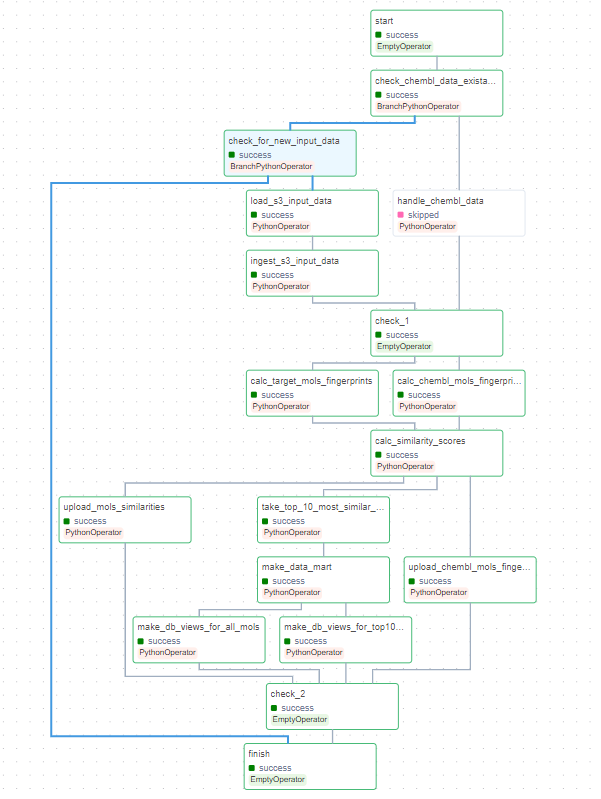 start
success
EmptyOperator
check_chembl_data_exista...
success
BranchPythonOperator
check_for_new_input_data
success
BranchPythonOperator
load_s3_input_data
success
PythonOperator
handle_chembl_data
skipped
PythonOperator
ingest_s3_input_data
success
PythonOperator
check_1
success
EmptyOperator
calc_target_mols_fingerprints
success
PythonOperator
calc_chembl_mols_fingerpri...
success
PythonOperator
calc_similarity_scores
success
PythonOperator
upload_mols_similarities
success
PythonOperator
take_top_10_most_similar_...
success
PythonOperator
make_data_mart
success
PythonOperator
upload_chembl_mols_finge...
success
PythonOperator
make_db_views_for_all_mols
success
PythonOperator
make_db_views_for_top10...
success
PythonOperator
check_2
success
EmptyOperator
finish
success
EmptyOperator